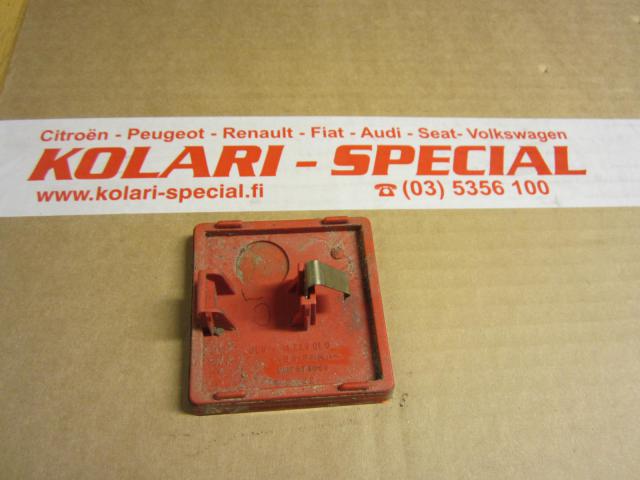 Citroën - Peugeot - Renault - Fiat - Audi - Seat- Volkswagen
KOLARI - SPECIAL
www.kolari-special.fi ☎ (03) 5356 100